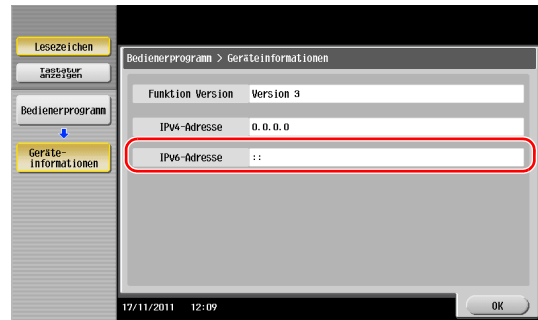 Lesezeichen
Tastatur
anzeigen
Bedienerprogramm
Geräte-
informationen
Bedienerprogramm > Geräteinformationen
Funktion Version Version 3
IPv4-Adresse 0.0.0.0
IPv6-Adresse ::
17/11/2011 12:09
OK